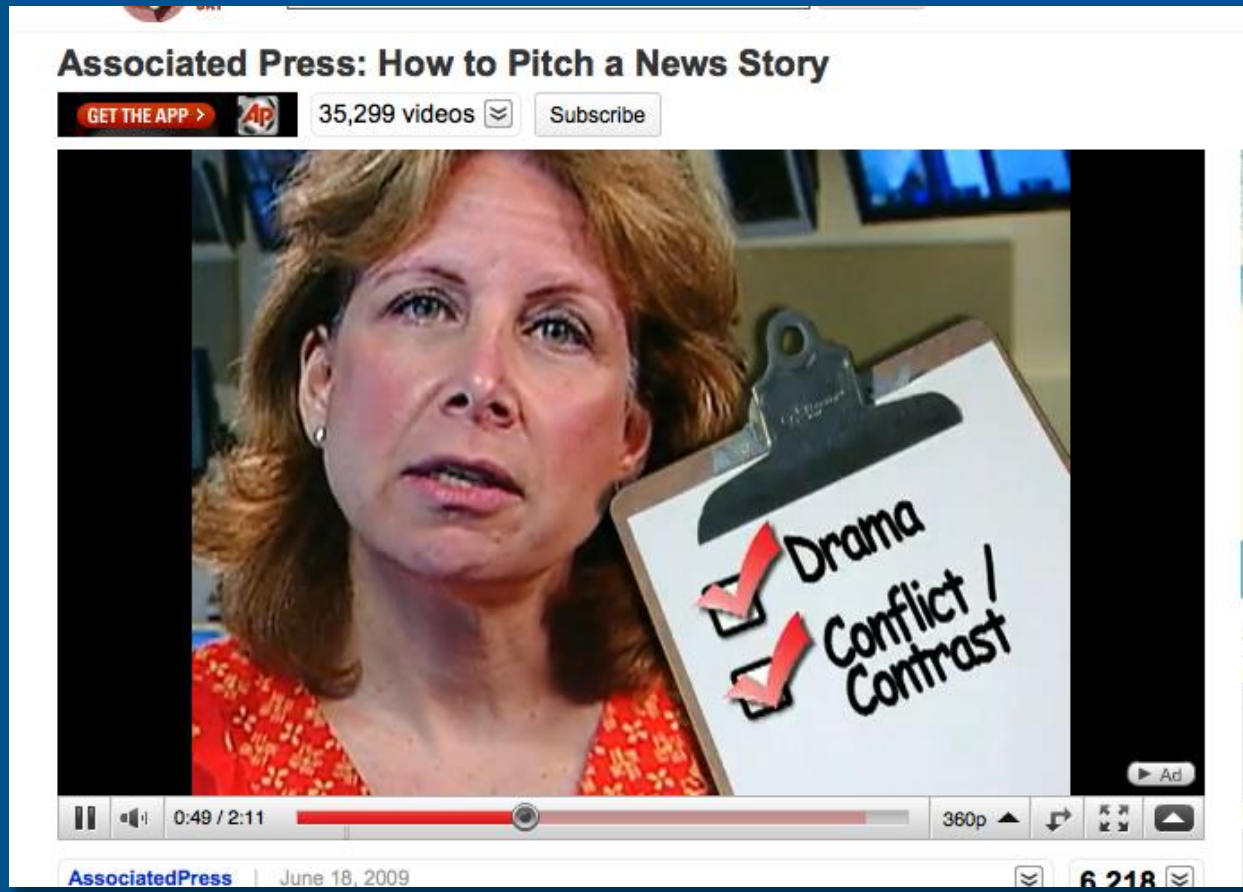 Associated Press: How to Pitch a News Story
GET THE APP >
AP
35,299 videos
Subscribe
Drama
Conflict /
Contrast
Ad
0:49 / 2:11
360p
AssociatedPress | June 18, 2009
6,218